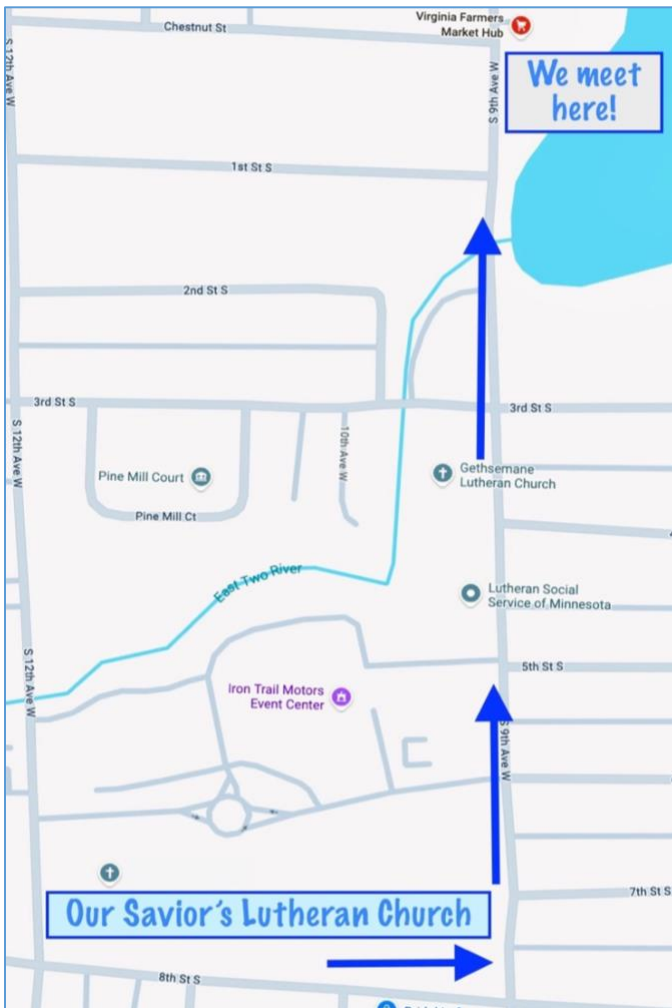 Virginia Farmers
Market Hub
Chestnut St
S 12th Ave W
S 9th Ave W
We meet
here!
1st St S
2nd St S
3rd St S
3rd St S
S 12th Ave W
10th Ave W
Gethsemane
Lutheran Church
Pine Mill Court
Pine Mill Ct
East Two River
Lutheran Social
Service of Minnesota
S 12th Ave W
5th St S
Iron Trail Motors
Event Center
S 9th Ave W
7th St S
Our Savior's Lutheran Church
8th St S